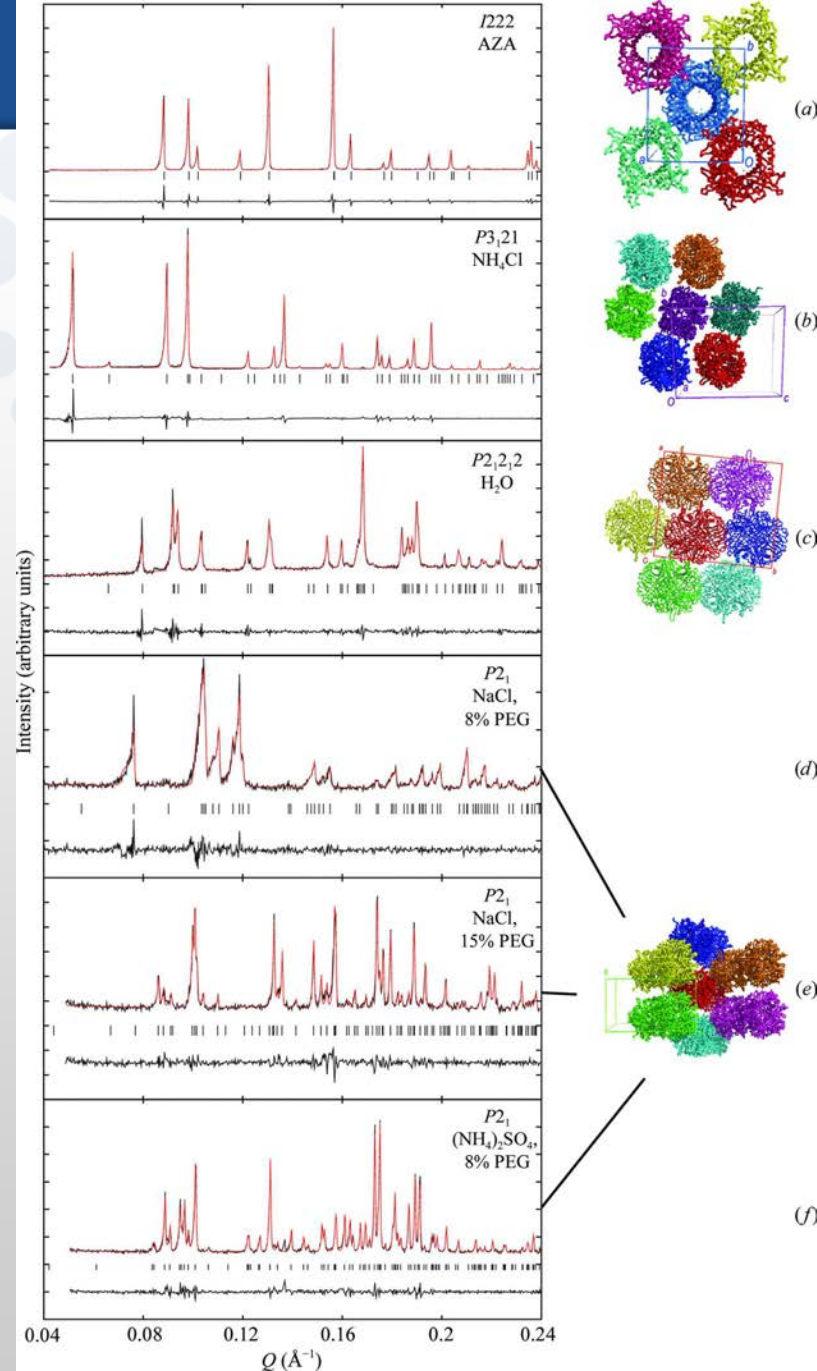 I222
AZA
(a)
a
b
O
P3₁21
NH₄Cl
(b)
b
a
O
c
P2₁2₁2
H₂O
(c)
a
b
Intensity (arbitrary units)
P2₁
NaCl,
8% PEG
(d)
P2₁
NaCl,
15% PEG
(e)
P2₁
(NH₄)₂SO₄,
8% PEG
(f)
0.04 0.08 0.12 0.16 0.2 0.24
Q (Å⁻¹)